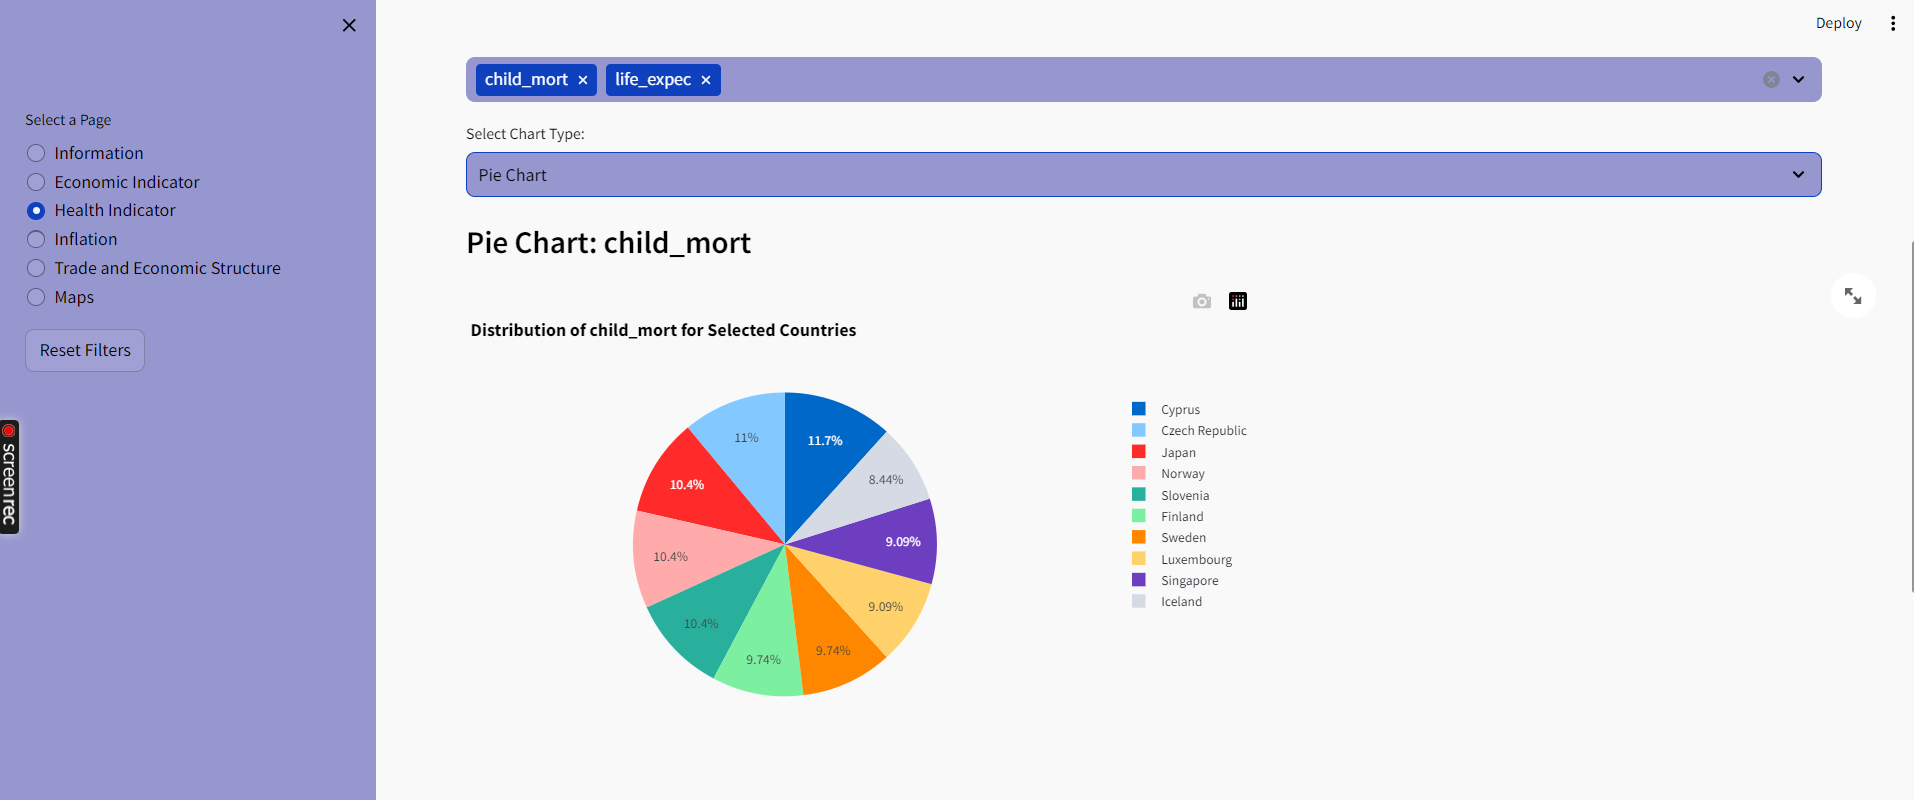 Deploy
child_mort
life_expec
Select a Page
Select Chart Type:
Information
Pie Chart
Economic Indicator
Health Indicator
Inflation
Pie Chart: child_mort
Trade and Economic Structure
Maps
Reset Filters
Distribution of child_mort for Selected Countries
screenrec
11%
11.7%
10.4%
8.44%
10.4%
9.09%
10.4%
9.09%
9.74%
9.74%
Cyprus
Czech Republic
Japan
Norway
Slovenia
Finland
Sweden
Luxembourg
Singapore
Iceland